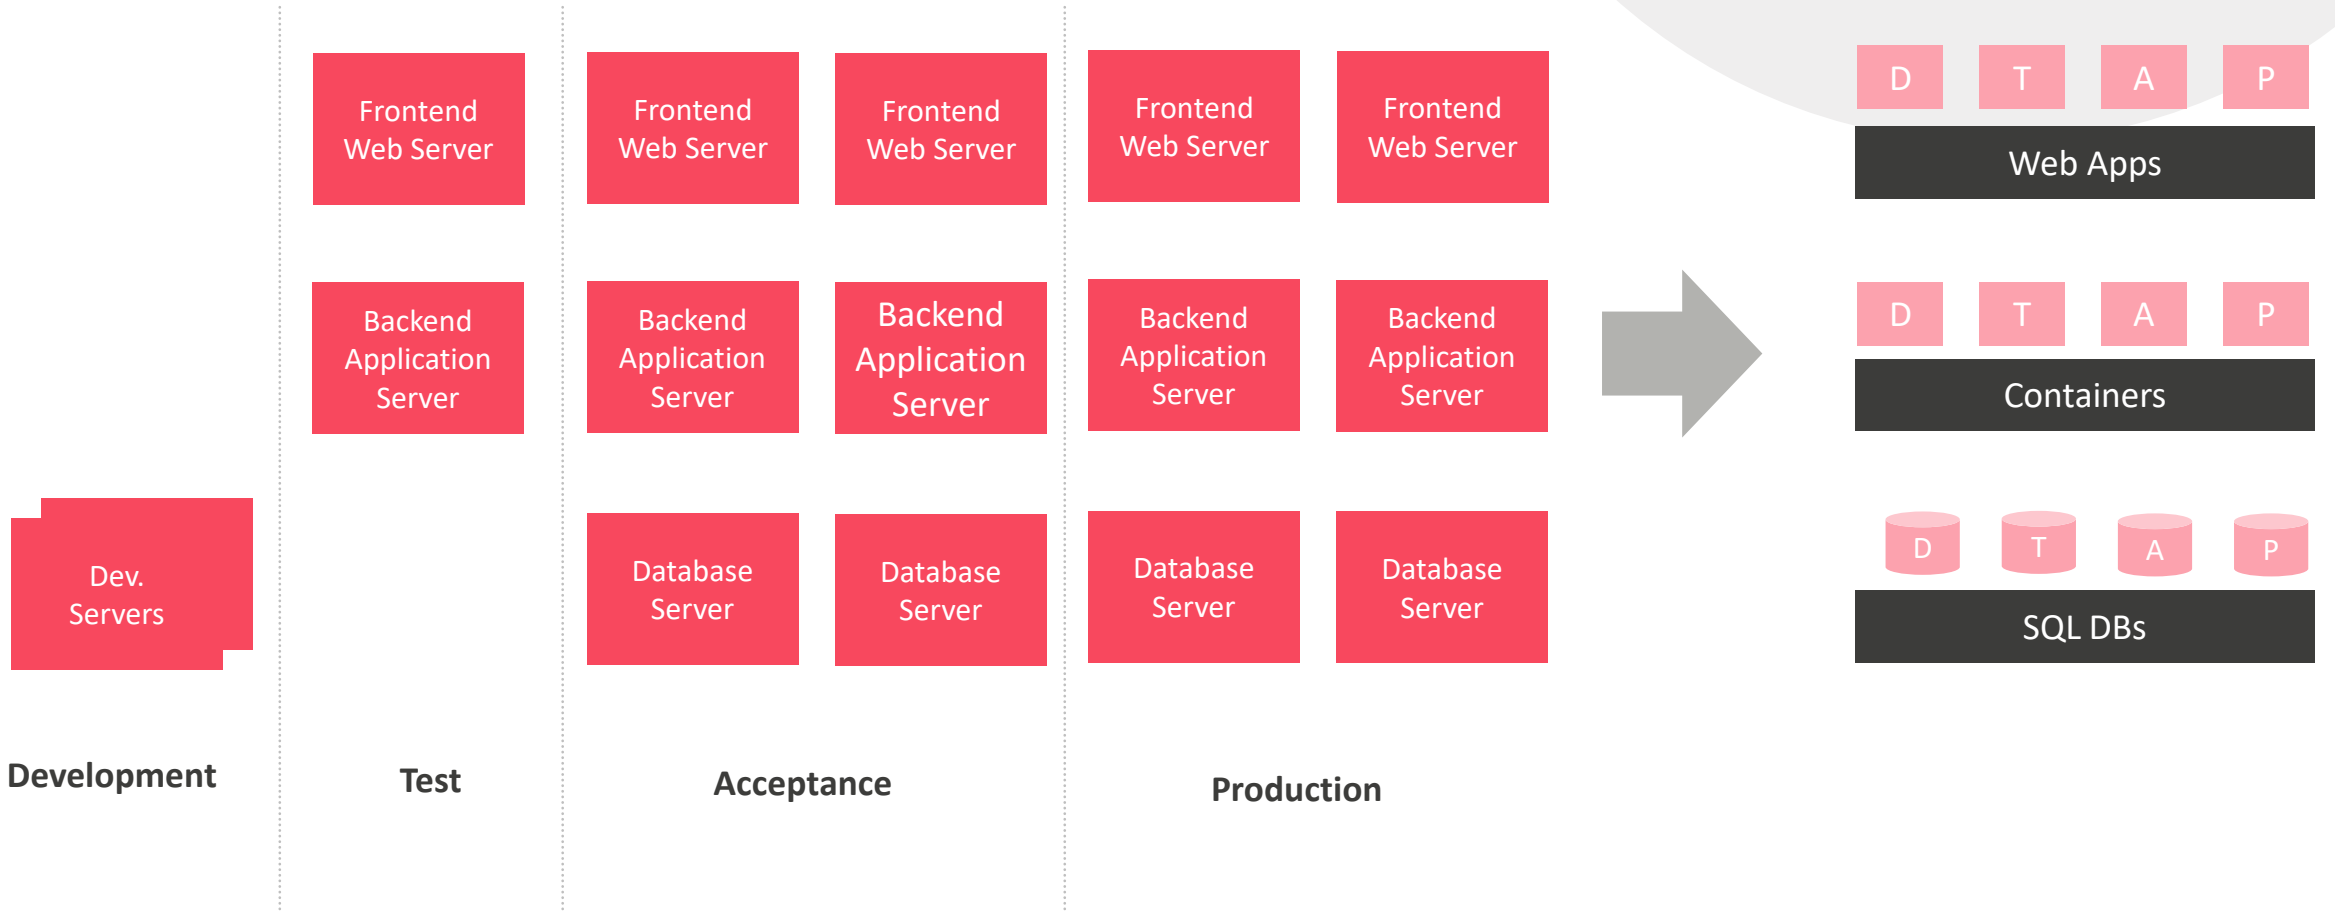 Frontend
Web Server
Frontend
Web Server
Frontend
Web Server
Frontend
Web Server
Frontend
Web Server
D
T
A
P
Web Apps
Backend
Application
Server
Backend
Application
Server
Backend
Application
Server
Backend
Application
Server
Backend
Application
Server
D
T
A
P
Containers
Dev.
Servers
Database
Server
Database
Server
Database
Server
Database
Server
D
T
A
P
SQL DBs
Development
Test
Acceptance
Production